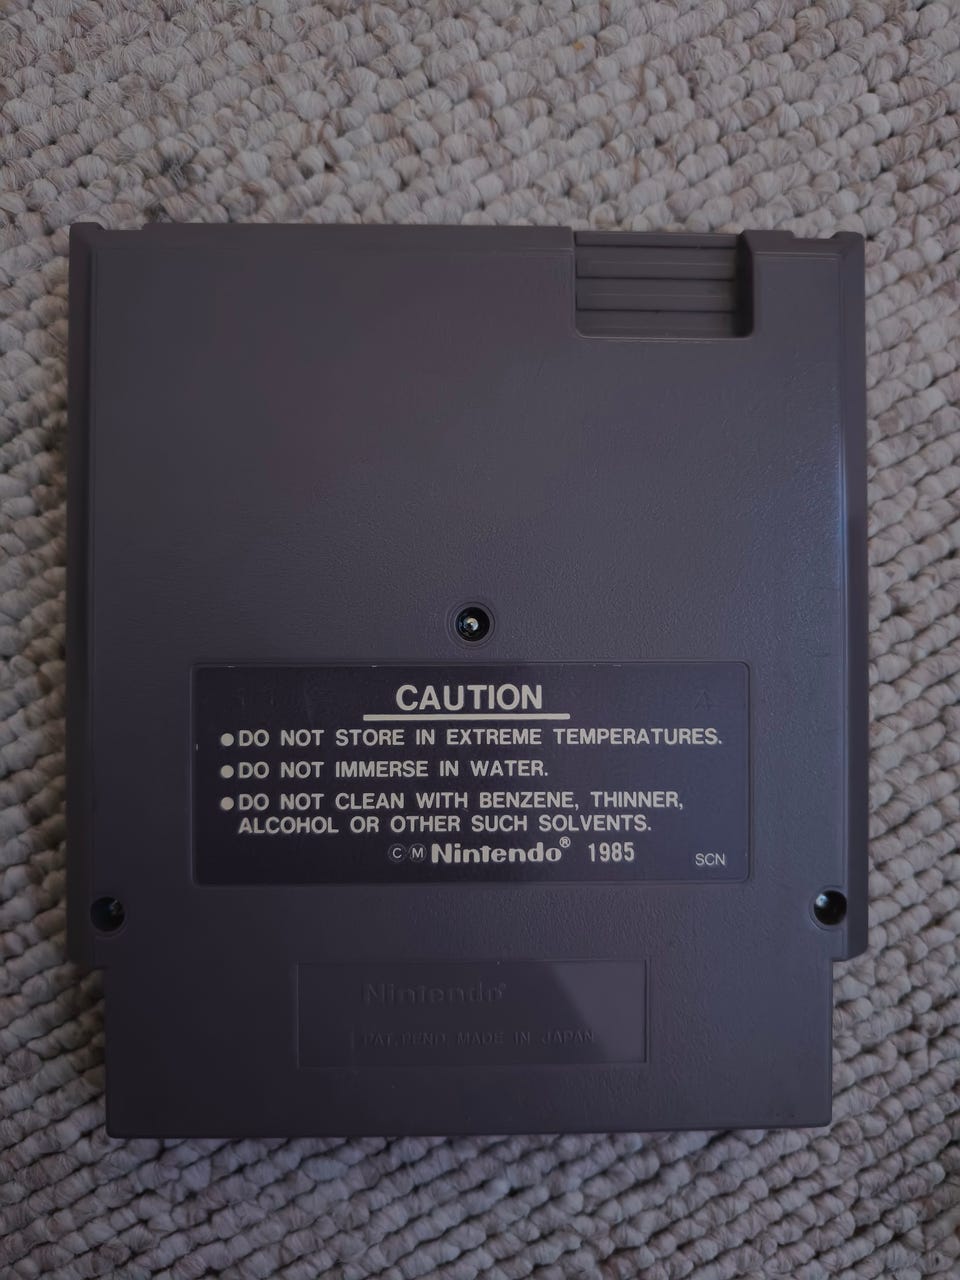 CAUTION
●DO NOT STORE IN EXTREME TEMPERATURES.
●DO NOT IMMERSE IN WATER.
●DO NOT CLEAN WITH BENZENE, THINNER,
ALCOHOL OR OTHER SUCH SOLVENTS.
ⒸⓂNintendo® 1985
SCN
Nintendo®
PAT.PEND MADE IN JAPAN